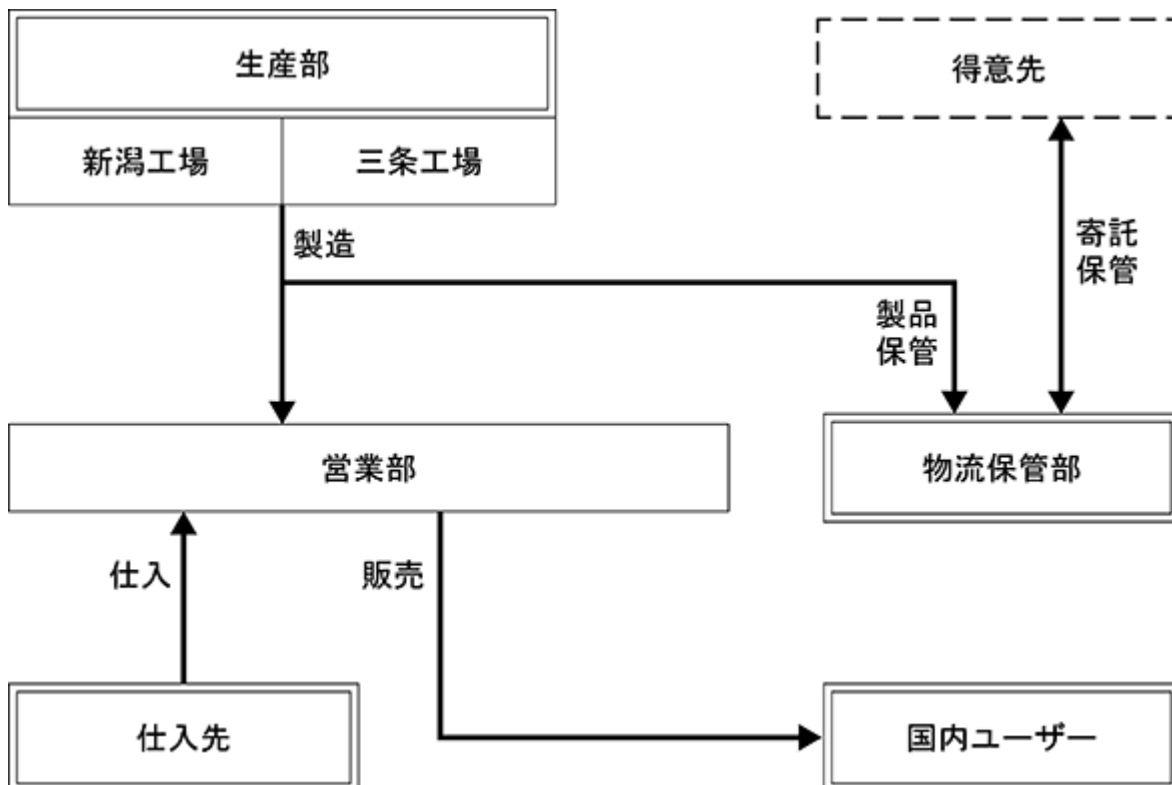 生産部
得意先
新潟工場
三条工場
製造
寄託
保管
製品
保管
営業部
物流保管部
仕入
販売
仕入先
国内ユーザー